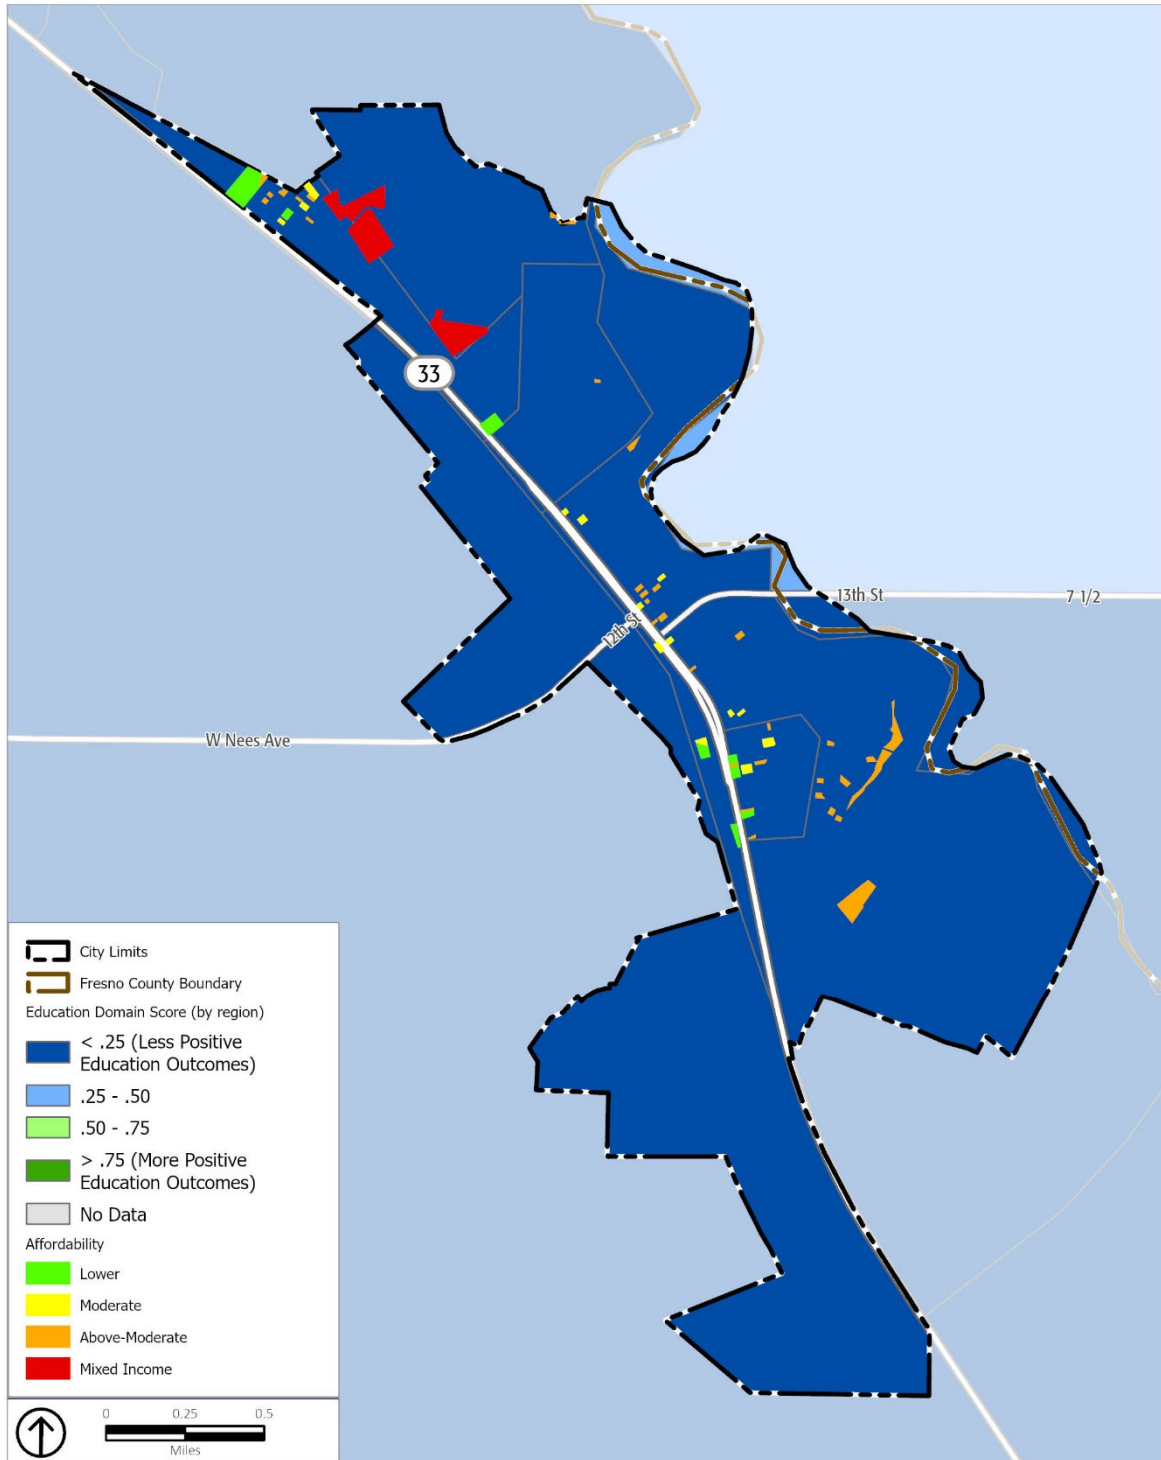 33
12th St
13th St
7 1/2
W Nees Ave
City Limits
Fresno County Boundary
Education Domain Score (by region)
< .25 (Less Positive
Education Outcomes)
.25 - .50
.50 - .75
> .75 (More Positive
Education Outcomes)
No Data
Affordability
Lower
Moderate
Above-Moderate
Mixed Income
0 0.25 0.5
Miles